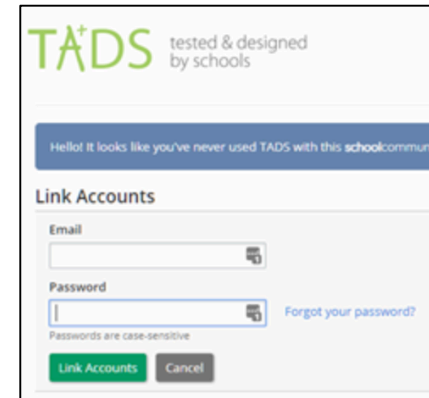 TADS tested & designed
by schools
Hello! It looks like you've never used TADS with this schoolcommun
Link Accounts
Email
Password
Forgot your password?
Passwords are case-sensitive
Link Accounts Cancel